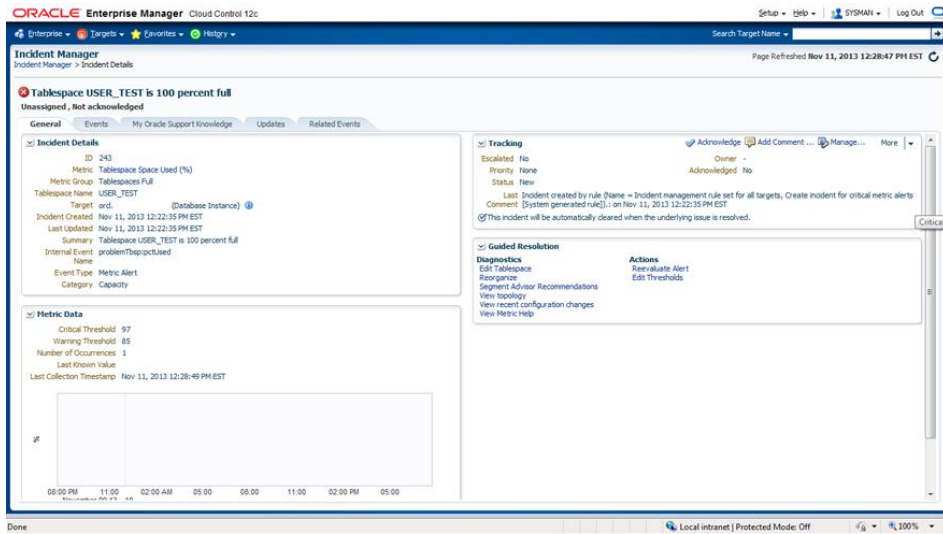 ORACLE Enterprise Manager Cloud Control 12c
Setup Help SYSMAN Log Out
Enterprise Targets Favorites History
Search Target Name
Incident Manager
Incident Manager > Incident Details
Page Refreshed Nov 11, 2013 12:28:47 PM EST
Tablespace USER_TEST is 100 percent full
Unassigned , Not acknowledged
General Events My Oracle Support Knowledge Updates Related Events
Incident Details
ID 243
Metric Tablespace Space Used (%)
Metric Group Tablespaces Full
Tablespace Name USER_TEST
Target ord. (Database Instance)
Incident Created Nov 11, 2013 12:22:35 PM EST
Last Updated Nov 11, 2013 12:22:35 PM EST
Summary Tablespace USER_TEST is 100 percent full
Internal Event problemTbsp:pctUsed
Name
Event Type Metric Alert
Category Capacity
Metric Data
Critical Threshold 97
Warning Threshold 85
Number of Occurrences 1
Last Known Value
Last Collection Timestamp Nov 11, 2013 12:28:49 PM EST
%
08:00 PM 11:00 02:00 AM 05:00 08:00 11:00 02:00 PM 05:00
Tracking
Acknowledge Add Comment ... Manage... More
Escalated No Owner -
Priority None Acknowledged No
Status New
Last Incident created by rule (Name = Incident management rule set for all targets, Create incident for critical metric alerts
Comment [System generated rule]).: on Nov 11, 2013 12:22:35 PM EST
This incident will be automatically cleared when the underlying issue is resolved.
Critical
Guided Resolution
Diagnostics Actions
Edit Tablespace Reevaluate Alert
Reorganize Edit Thresholds
Segment Advisor Recommendations
View topology
View recent configuration changes
View Metric Help
Done
Local intranet | Protected Mode: Off
100%